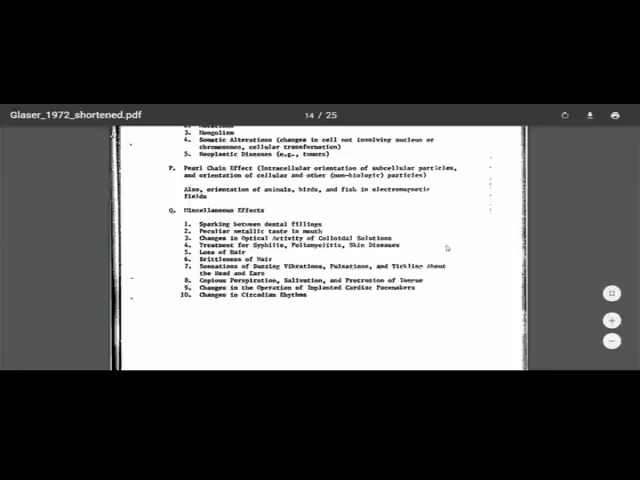 Glaser_1972_shortened.pdf
14 / 25
3. Mongolism
4. Somatic Alterations (changes in cell not involving nucleus or
chromosomes, cellular transformation)
5. Neoplastic Diseases (e.g., tumors)
P. Pearl Chain Effect (Intracellular orientation of subcellular particles,
and orientation of cellular and other (non-biologic) particles)
Also, orientation of animals, birds, and fish in electromagnetic
fields
Q. Miscellaneous Effects
1. Sparking between dental fillings
2. Peculiar metallic taste in mouth
3. Changes in Optical Activity of Colloidal Solutions
4. Treatment for Syphilis, Poliomyelitis, Skin Diseases
5. Loss of Hair
6. Brittleness of Hair
7. Sensations of Buzzing Vibrations, Pulsations, and Tickling About
the Head and Ears
8. Copious Perspiration, Salivation, and Protrusion of Tongue
9. Changes in the Operation of Implanted Cardiac Pacemakers
10. Changes in Circadian Rhythms